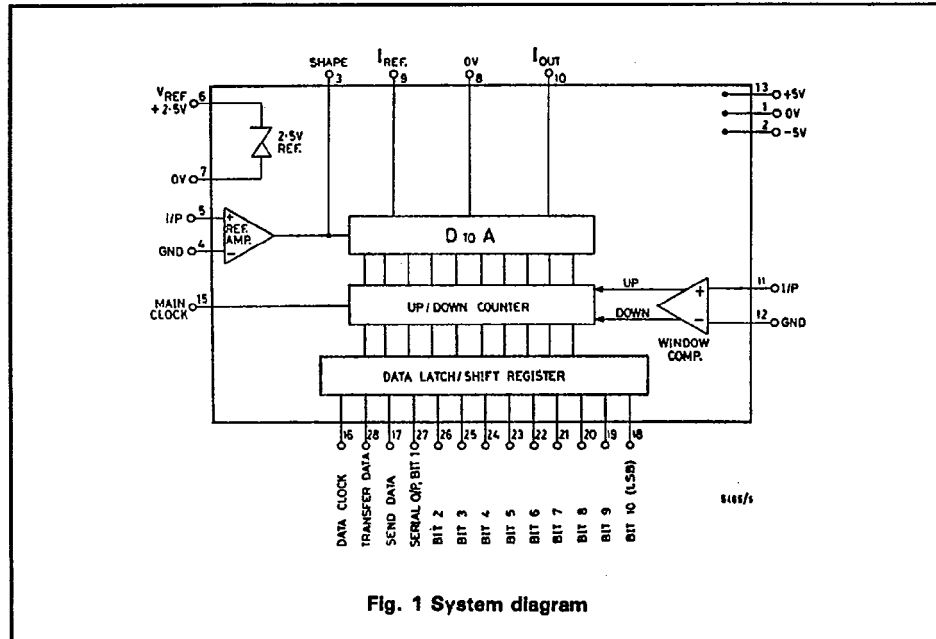 SHAPE
3
I REF.
9
0V
8
I OUT
10
VREF
+2·5V
6
2·5V
REF.
0V
7
13
+5V
1
0V
2
-5V
I/P
5
+
REF.
AMP.
GND
4
-
D TO A
MAIN
CLOCK
15
UP/DOWN COUNTER
UP
DOWN
+
-
WINDOW
COMP.
11
I/P
12
GND
DATA LATCH/SHIFT REGISTER
16
28
17
27
26
25
24
23
22
21
20
19
18
DATA CLOCK
TRANSFER DATA
SEND DATA
SERIAL O/P, BIT 1
BIT 2
BIT 3
BIT 4
BIT 5
BIT 6
BIT 7
BIT 8
BIT 9
BIT 10 (LSB)
Fig. 1 System diagram